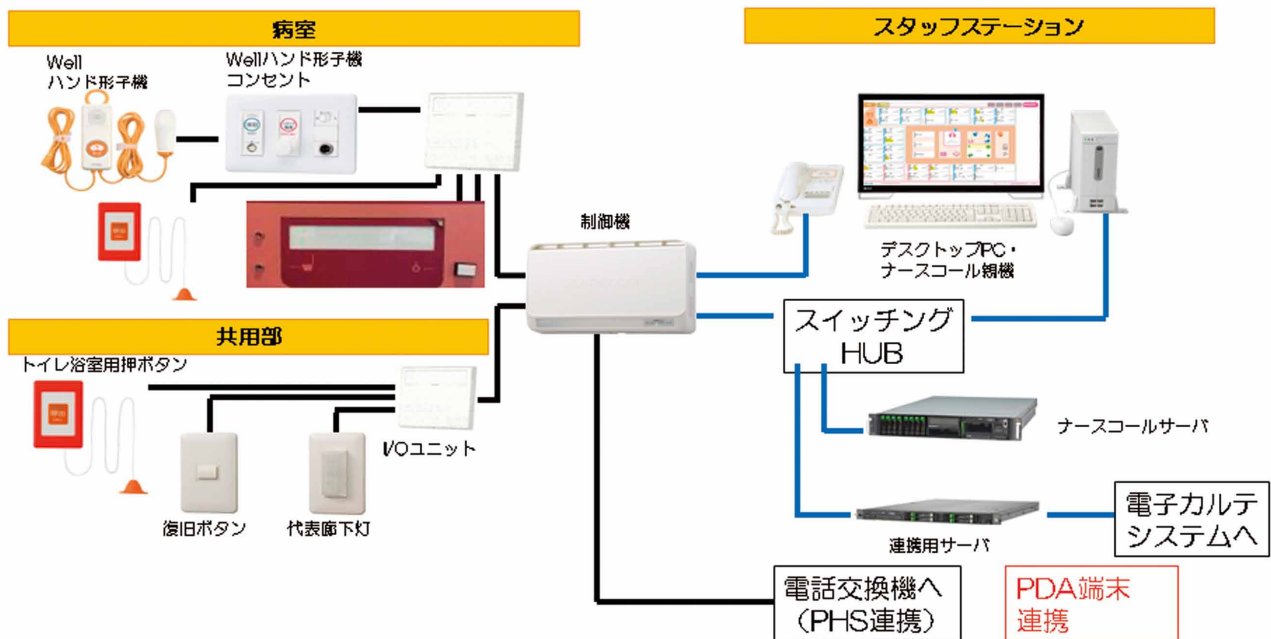 病室
Well
ハンド形子機
Wellハンド形子機
コンセント
共用部
トイレ浴室用押ボタン
復旧ボタン
代表廊下灯
I/Oユニット
制御機
スタッフステーション
デスクトップPC・
ナースコール親機
スイッチング
HUB
ナースコールサーバ
連携用サーバ
電子カルテ
システムへ
電話交換機へ
（PHS連携）
PDA端末
連携